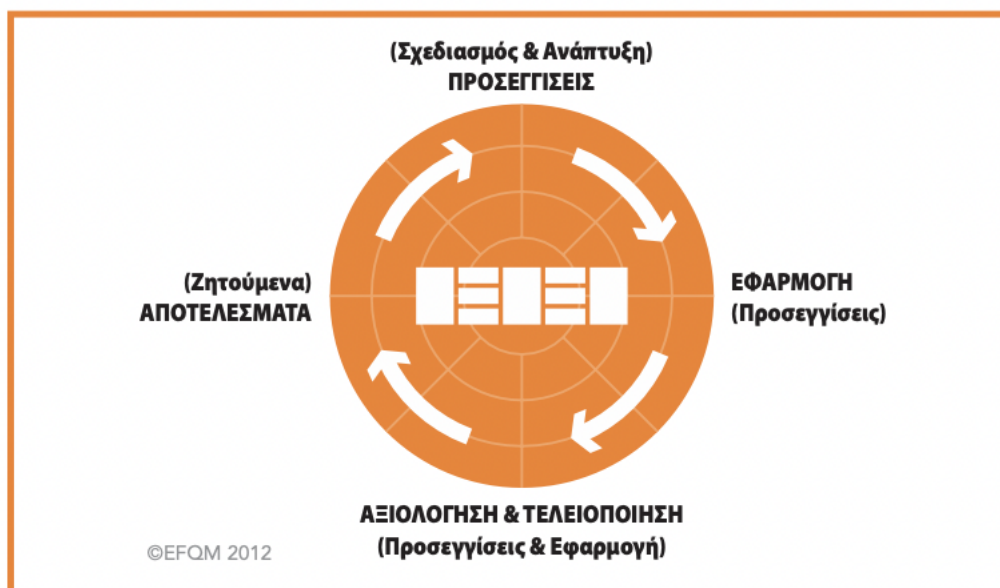 (Σχεδιασμός & Ανάπτυξη)
ΠΡΟΣΕΓΓΙΣΕΙΣ
(Ζητούμενα)
ΑΠΟΤΕΛΕΣΜΑΤΑ
ΕΦΑΡΜΟΓΗ
(Προσεγγίσεις)
ΑΞΙΟΛΟΓΗΣΗ & ΤΕΛΕΙΟΠΟΙΗΣΗ
(Προσεγγίσεις & Εφαρμογή)
©EFQM 2012